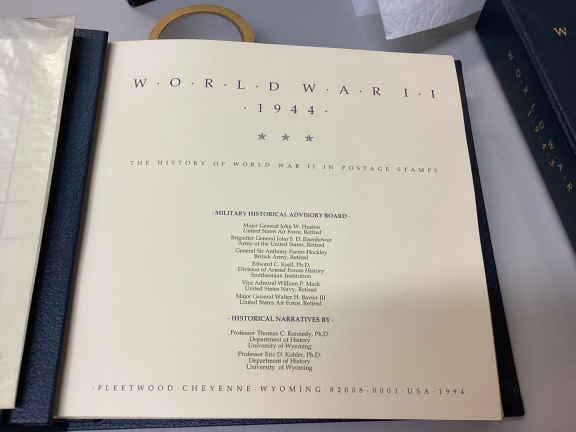 W·O·R·L·D W·A·R I·I
·1944·
THE HISTORY OF WORLD WAR II IN POSTAGE STAMPS
·MILITARY HISTORICAL ADVISORY BOARD·
Major General John W. Huston
United States Air Force, Retired
Brigadier General John S. D. Eisenhower
Army of the United States, Retired
General Sir Anthony Farrar-Hockley
British Army, Retired
Edward C. Ezell, Ph.D.
Division of Armed Forces History
Smithsonian Institution
Vice Admiral William P. Mack
United States Navy, Retired
Major General Walter H. Baxter III
United States Air Force, Retired
·HISTORICAL NARRATIVES BY·
Professor Thomas C. Kennedy, Ph.D.
Department of History
University of Wyoming
Professor Eric D. Kohler, Ph.D.
Department of History
University of Wyoming
·FLEETWOOD·CHEYENNE·WYOMING 82008-0001·USA·1994
W